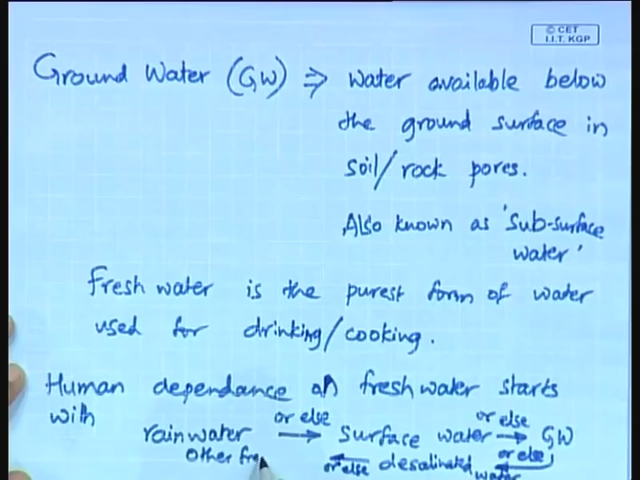 © CET
I.I.T. KGP
Ground Water (GW) ⇒ Water available below
the ground surface in
soil/rock pores.
Also known as 'Sub-surface
water'
Fresh water is the purest form of water
used for drinking/cooking.
Human dependance on fresh water starts
with
rainwater or else → surface water or else → GW
other fre ← or else desalinated water ← or else